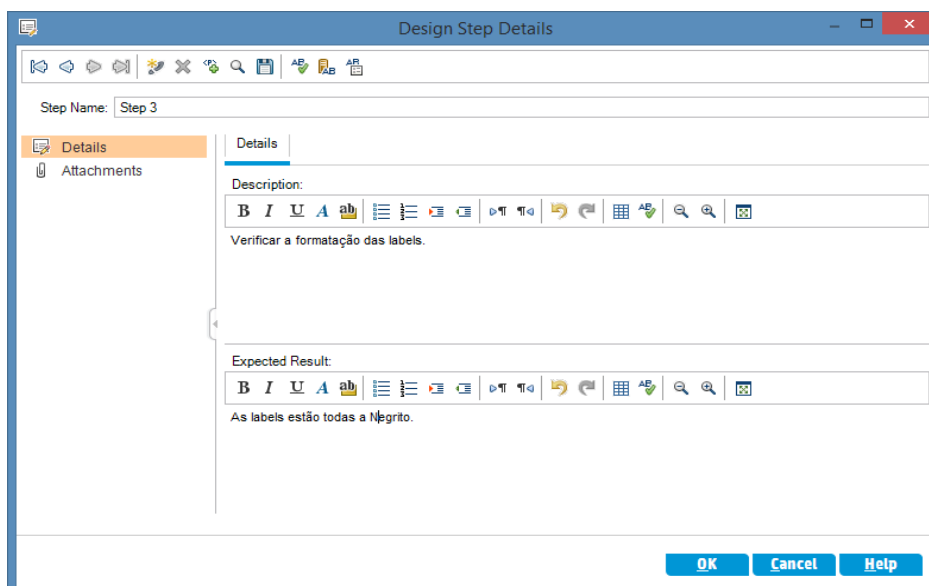 Design Step Details
Step Name: Step 3
Details
Attachments
Details
Description:
Verificar a formatação das labels.
Expected Result:
As labels estão todas a Negrito.
OK Cancel Help